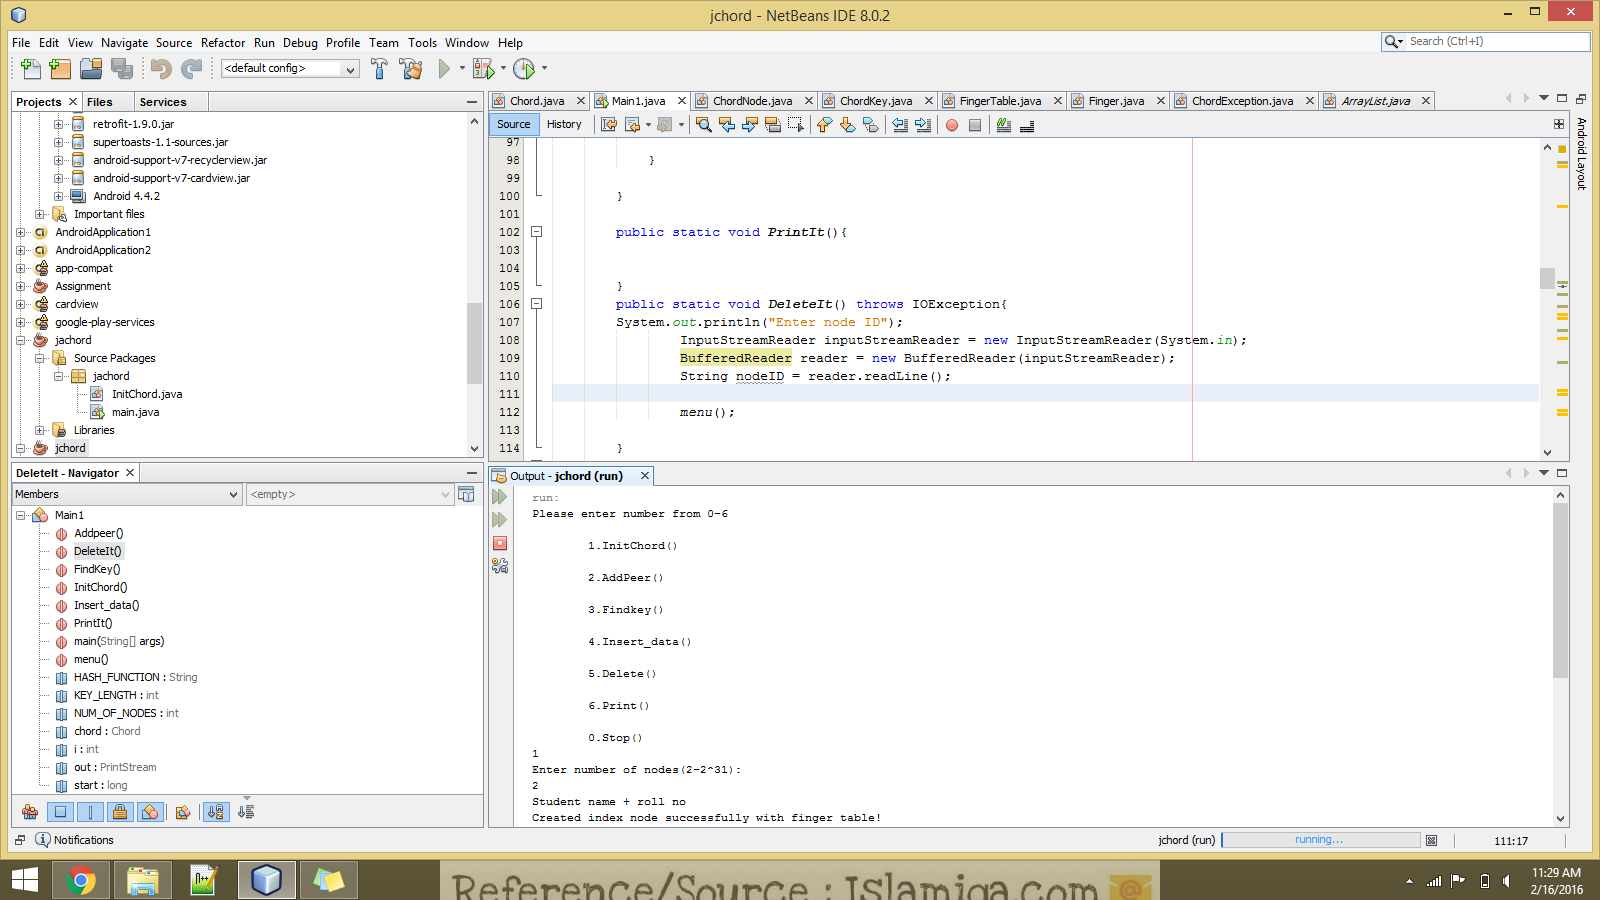 jchord - NetBeans IDE 8.0.2
File Edit View Navigate Source Refactor Run Debug Profile Team Tools Window Help
Search (Ctrl+I)
<default config>
Projects Files Services
retrofit-1.9.0.jar
supertoasts-1.1-sources.jar
android-support-v7-recyclerview.jar
android-support-v7-cardview.jar
Android 4.4.2
Important files
AndroidApplication1
AndroidApplication2
app-compat
Assignment
cardview
google-play-services
jachord
Source Packages
jachord
InitChord.java
main.java
Libraries
jchord
Chord.java Main1.java ChordNode.java ChordKey.java FingerTable.java Finger.java ChordException.java ArrayList.java
Source History
97
98 }
99
100 }
101
102 public static void PrintIt(){
103
104
105 }
106 public static void DeleteIt() throws IOException{
107 System.out.println("Enter node ID");
108 InputStreamReader inputStreamReader = new InputStreamReader(System.in);
109 BufferedReader reader = new BufferedReader(inputStreamReader);
110 String nodeID = reader.readLine();
111
112 menu();
113
114 }
Android Layout
DeleteIt - Navigator
Members <empty>
Main1
Addpeer()
DeleteIt()
FindKey()
InitChord()
Insert_data()
PrintIt()
main(String[] args)
menu()
HASH_FUNCTION : String
KEY_LENGTH : int
NUM_OF_NODES : int
chord : Chord
i : int
out : PrintStream
start : long
Output - jchord (run)
run:
Please enter number from 0-6
1.InitChord()
2.AddPeer()
3.Findkey()
4.Insert_data()
5.Delete()
6.Print()
0.Stop()
1
Enter number of nodes(2-2^31):
2
Student name + roll no
Created index node successfully with finger table!
Notifications
jchord (run) running... 111:17
Reference/Source : Islamiqa.com
11:29 AM
2/16/2016